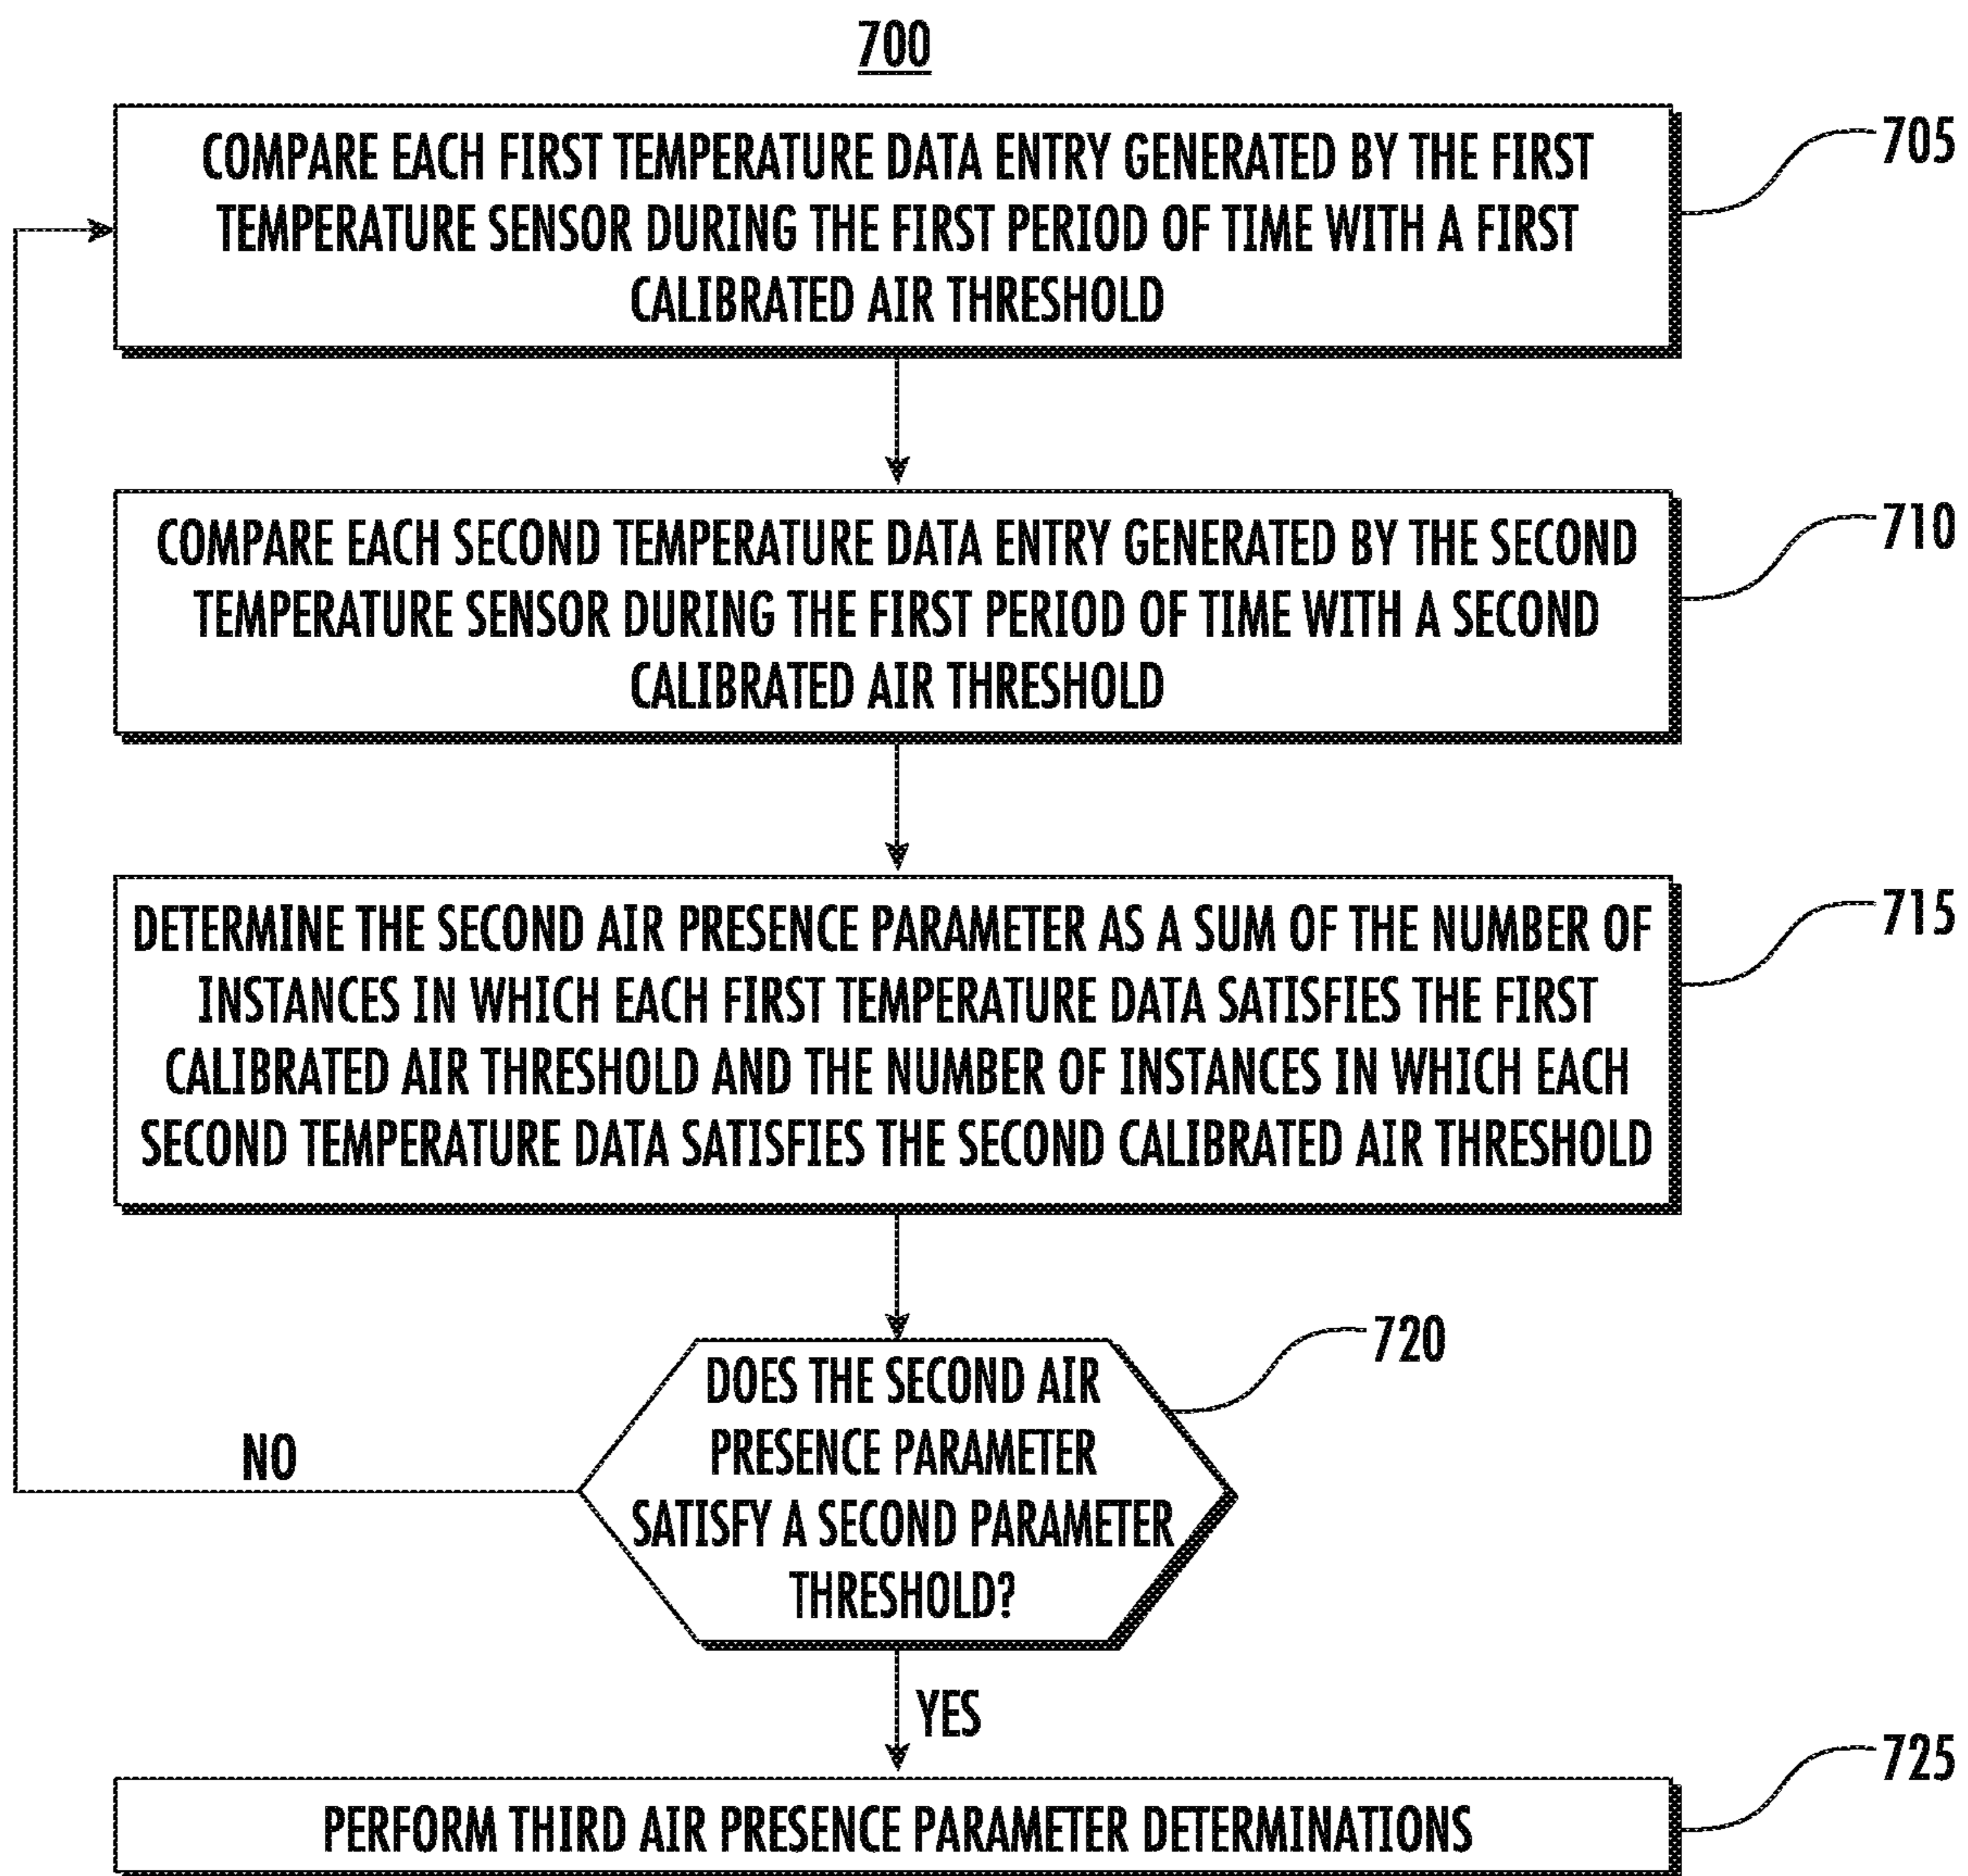 700
COMPARE EACH FIRST TEMPERATURE DATA ENTRY GENERATED BY THE FIRST
TEMPERATURE SENSOR DURING THE FIRST PERIOD OF TIME WITH A FIRST
CALIBRATED AIR THRESHOLD
705
COMPARE EACH SECOND TEMPERATURE DATA ENTRY GENERATED BY THE SECOND
TEMPERATURE SENSOR DURING THE FIRST PERIOD OF TIME WITH A SECOND
CALIBRATED AIR THRESHOLD
710
DETERMINE THE SECOND AIR PRESENCE PARAMETER AS A SUM OF THE NUMBER OF
INSTANCES IN WHICH EACH FIRST TEMPERATURE DATA SATISFIES THE FIRST
CALIBRATED AIR THRESHOLD AND THE NUMBER OF INSTANCES IN WHICH EACH
SECOND TEMPERATURE DATA SATISFIES THE SECOND CALIBRATED AIR THRESHOLD
715
DOES THE SECOND AIR
PRESENCE PARAMETER
SATISFY A SECOND PARAMETER
THRESHOLD?
720
NO
YES
PERFORM THIRD AIR PRESENCE PARAMETER DETERMINATIONS
725